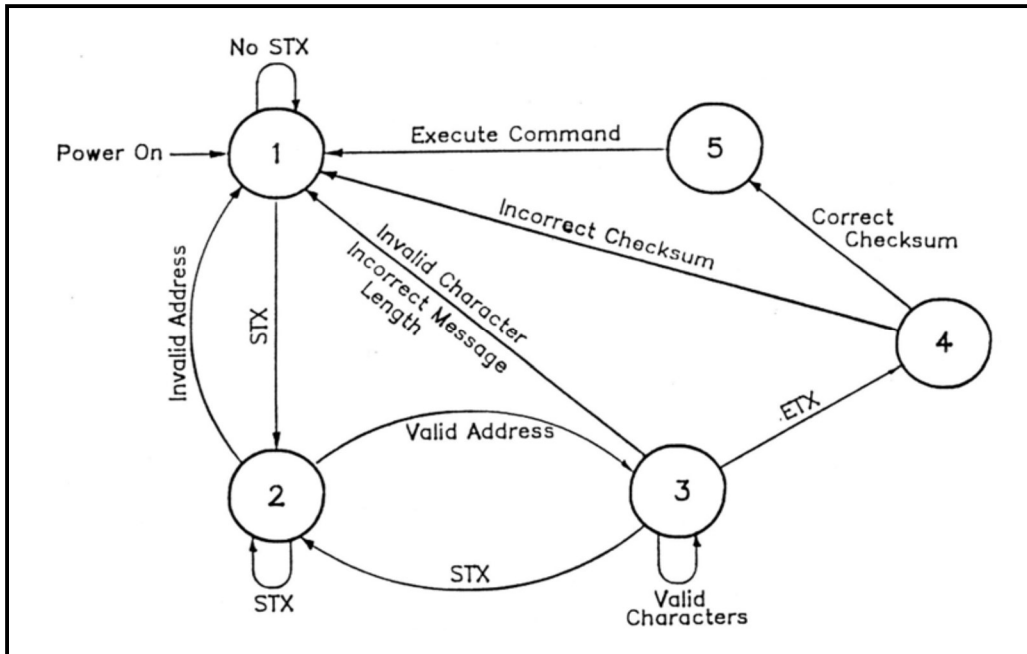 No STX
Power On
1
Execute Command
5
Incorrect Checksum
Correct
Checksum
Invalid Character
Incorrect Message
Length
Invalid Address
STX
4
ETX
Valid Address
2
3
STX
STX
Valid
Characters